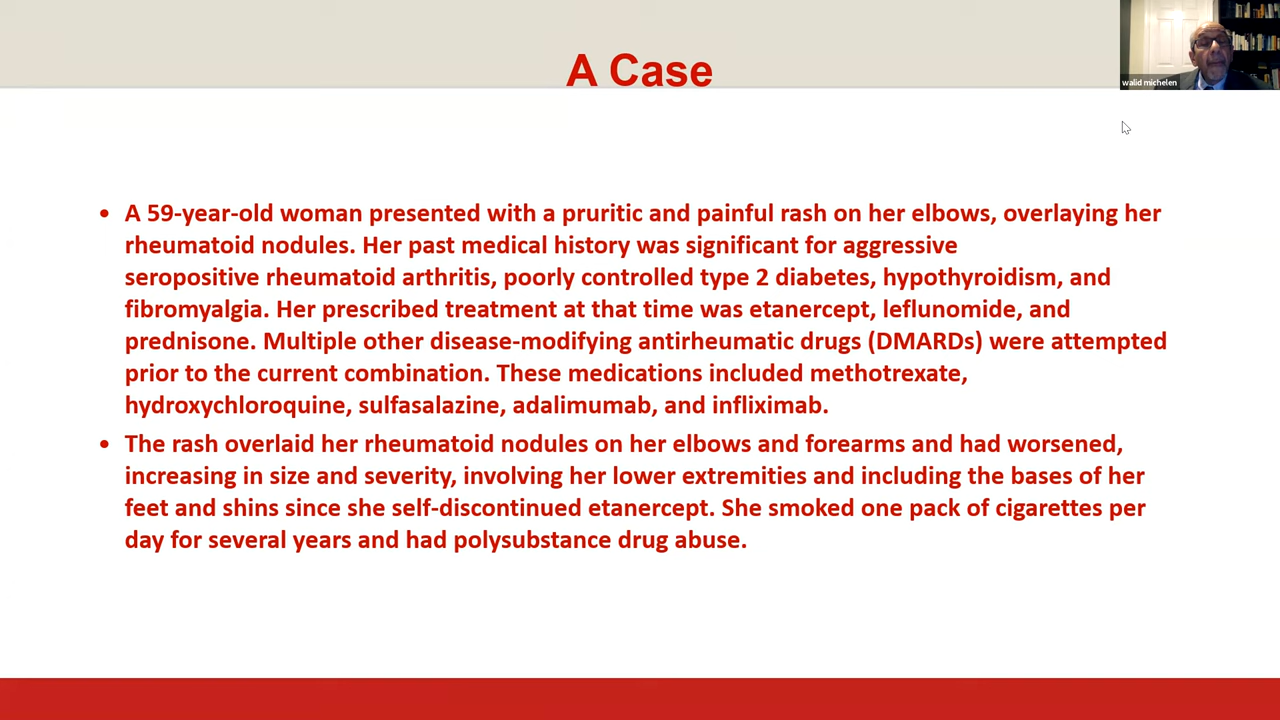 A Case
walid michelen
• A 59-year-old woman presented with a pruritic and painful rash on her elbows, overlaying her
rheumatoid nodules. Her past medical history was significant for aggressive
seropositive rheumatoid arthritis, poorly controlled type 2 diabetes, hypothyroidism, and
fibromyalgia. Her prescribed treatment at that time was etanercept, leflunomide, and
prednisone. Multiple other disease-modifying antirheumatic drugs (DMARDs) were attempted
prior to the current combination. These medications included methotrexate,
hydroxychloroquine, sulfasalazine, adalimumab, and infliximab.
• The rash overlaid her rheumatoid nodules on her elbows and forearms and had worsened,
increasing in size and severity, involving her lower extremities and including the bases of her
feet and shins since she self-discontinued etanercept. She smoked one pack of cigarettes per
day for several years and had polysubstance drug abuse.